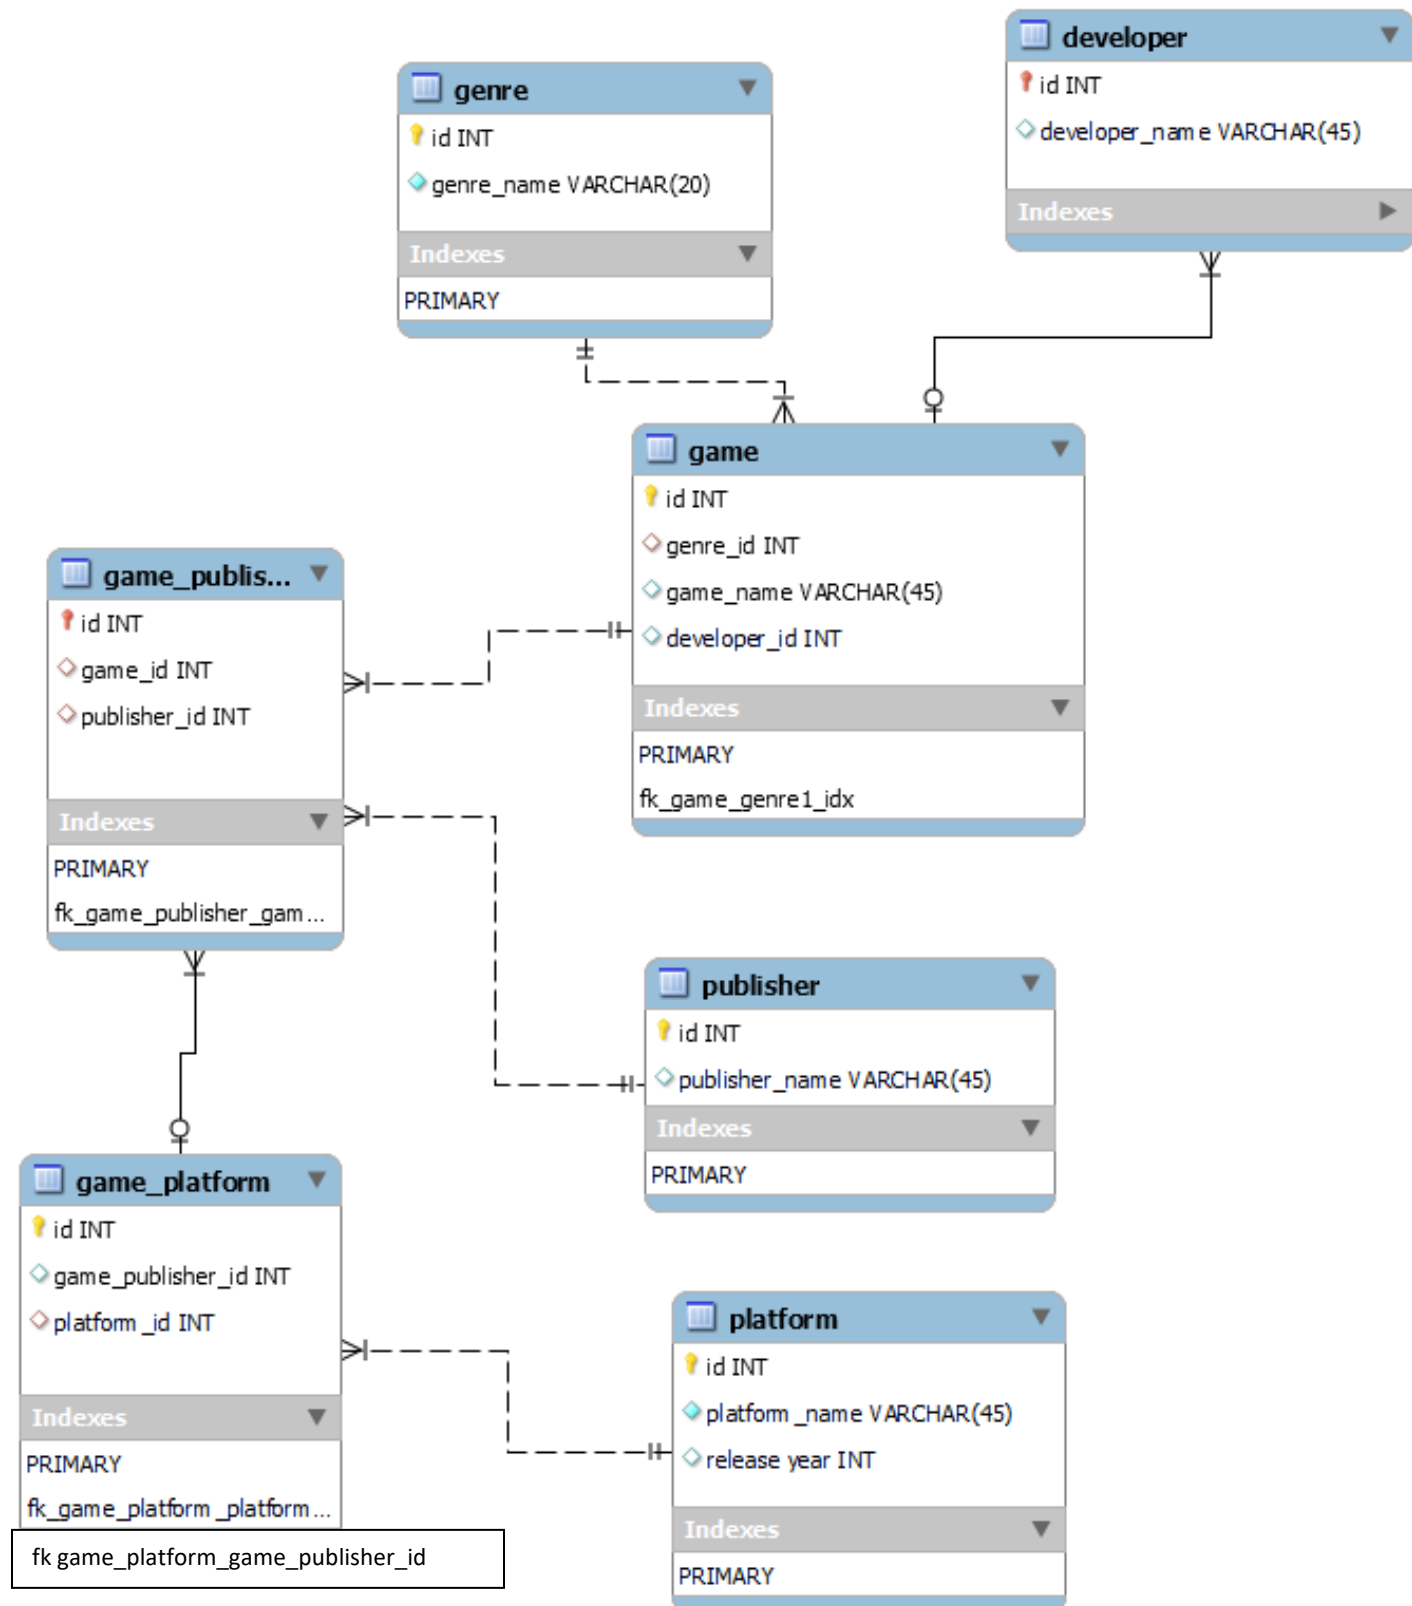 developer
id INT
developer_name VARCHAR(45)
Indexes
genre
id INT
genre_name VARCHAR(20)
Indexes
PRIMARY
game
id INT
genre_id INT
game_name VARCHAR(45)
developer_id INT
Indexes
PRIMARY
fk_game_genre1_idx
game_publis...
id INT
game_id INT
publisher_id INT
Indexes
PRIMARY
fk_game_publisher_gam...
publisher
id INT
publisher_name VARCHAR(45)
Indexes
PRIMARY
game_platform
id INT
game_publisher_id INT
platform_id INT
Indexes
PRIMARY
fk_game_platform_platform...
fk game_platform_game_publisher_id
platform
id INT
platform_name VARCHAR(45)
release year INT
Indexes
PRIMARY